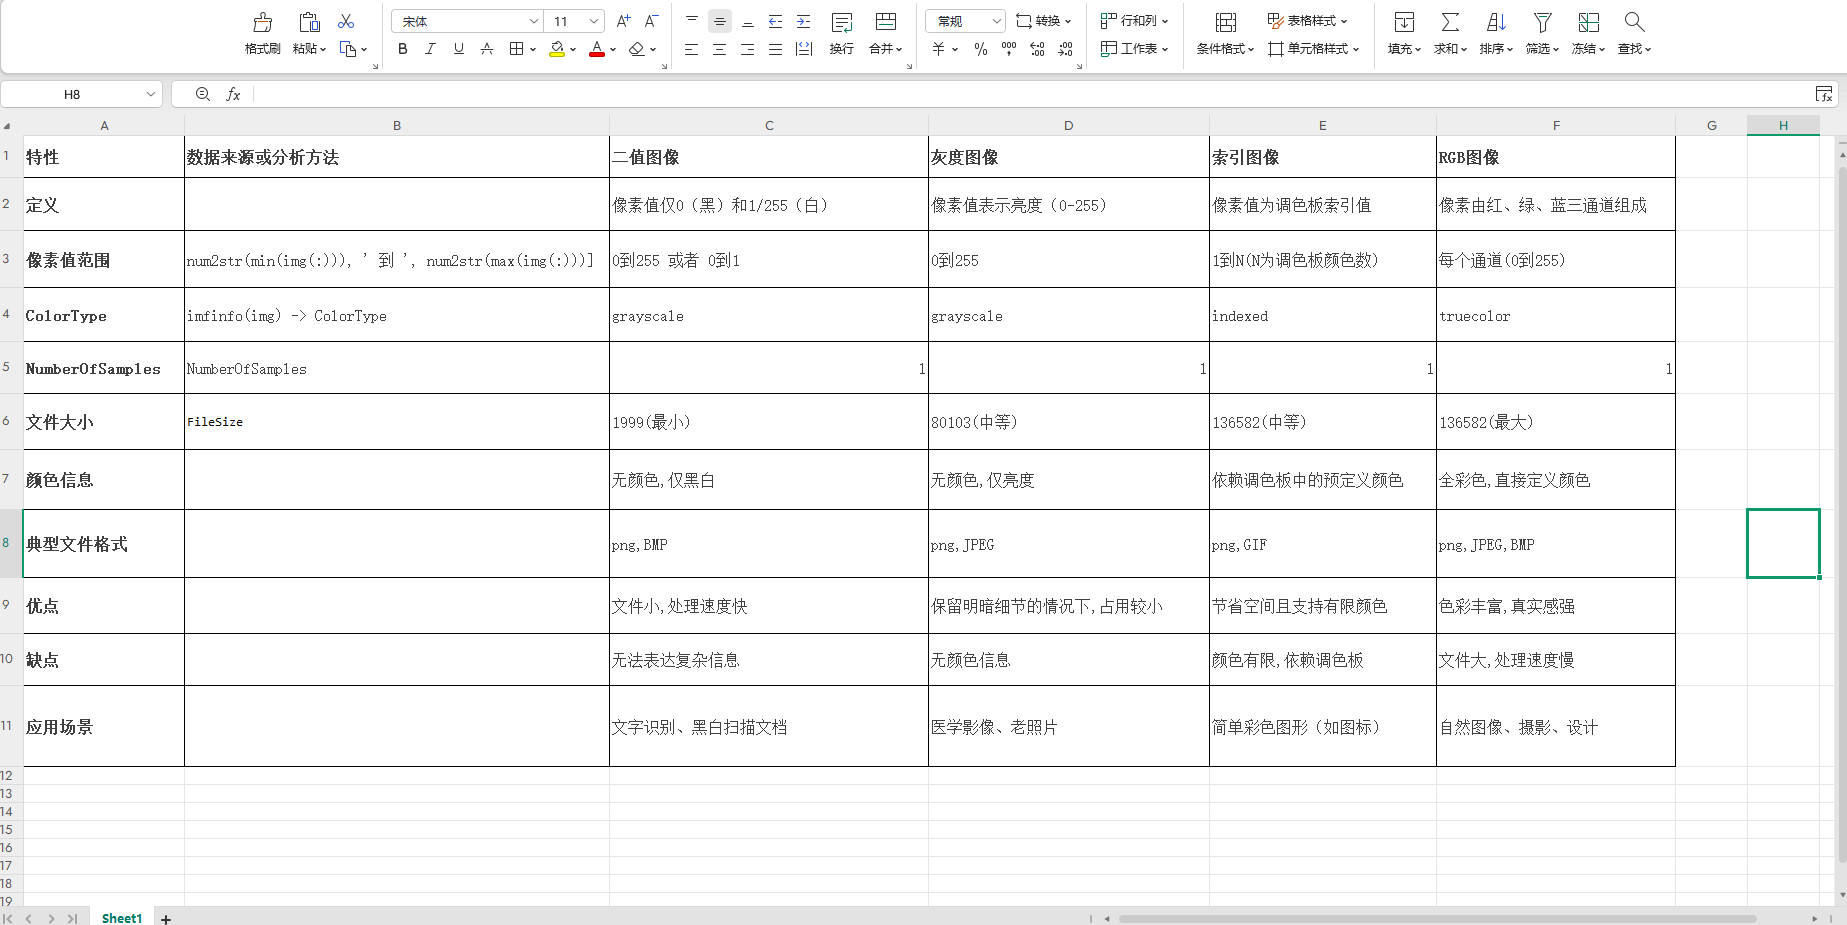 宋体 11 A+ A- 常规 转换 行和列 表格样式
格式刷 粘贴 B I U A A 换行 合并 羊 % 工作表 条件格式 单元格样式 填充 求和 排序 筛选 冻结 查找
H8 fx
A B C D E F G H
1 特性 数据来源或分析方法 二值图像 灰度图像 索引图像 RGB图像
2 定义 像素值仅0（黑）和1/255（白） 像素值表示亮度（0-255） 像素值为调色板索引值 像素由红、绿、蓝三通道组成
3 像素值范围 num2str(min(img(:))), ' 到 ', num2str(max(img(:)))] 0到255 或者 0到1 0到255 1到N(N为调色板颜色数) 每个通道(0到255)
4 ColorType imfinfo(img) -> ColorType grayscale grayscale indexed truecolor
5 NumberOfSamples NumberOfSamples 1 1 1 1
6 文件大小 FileSize 1999(最小) 80103(中等) 136582(中等) 136582(最大)
7 颜色信息 无颜色,仅黑白 无颜色,仅亮度 依赖调色板中的预定义颜色 全彩色,直接定义颜色
8 典型文件格式 png,BMP png,JPEG png,GIF png,JPEG,BMP
9 优点 文件小,处理速度快 保留明暗细节的情况下,占用较小 节省空间且支持有限颜色 色彩丰富,真实感强
10 缺点 无法表达复杂信息 无颜色信息 颜色有限,依赖调色板 文件大,处理速度慢
11 应用场景 文字识别、黑白扫描文档 医学影像、老照片 简单彩色图形（如图标） 自然图像、摄影、设计
12
13
14
15
16
17
18
19
Sheet1 +